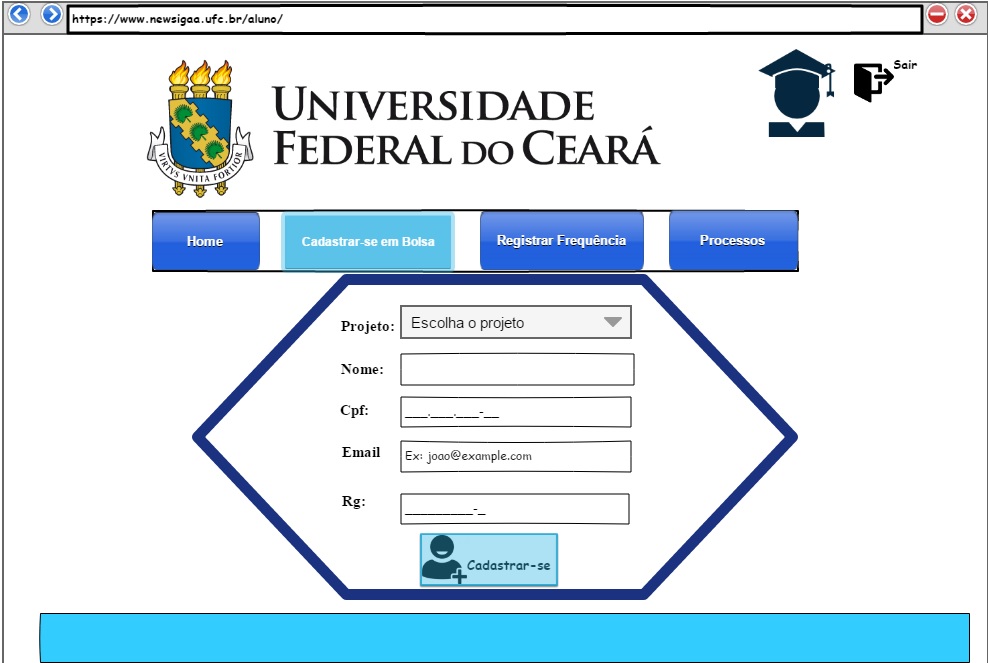 https://www.newsigaa.ufc.br/aluno/
Sair
UNIVERSIDADE
FEDERAL DO CEARÁ
VIRTVS VNITA FORTIOR
Home
Cadastrar-se em Bolsa
Registrar Frequência
Processos
Projeto: Escolha o projeto
Nome:
Cpf: ___.___.___-__
Email Ex: joao@example.com
Rg: _________-_
Cadastrar-se